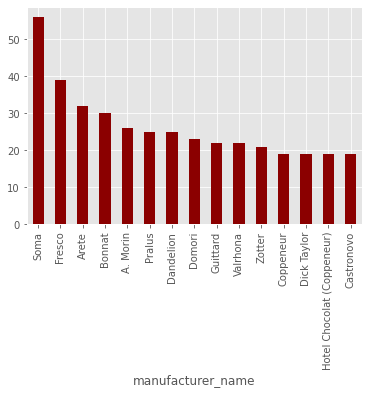 50
40
30
20
10
0
Soma
Fresco
Arete
Bonnat
A. Morin
Pralus
Dandelion
Domori
Guittard
Valrhona
Zotter
Coppeneur
Dick Taylor
Hotel Chocolat (Coppeneur)
Castronovo
manufacturer_name